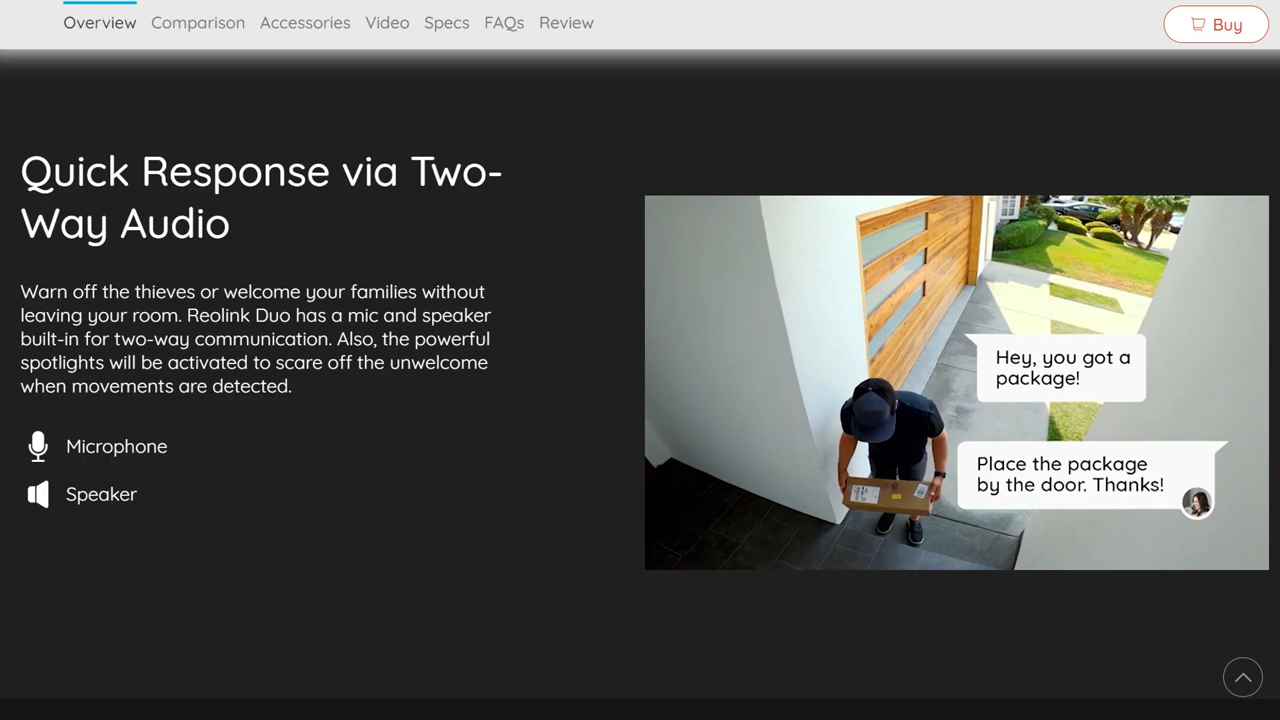 Overview Comparison Accessories Video Specs FAQs Review
Buy
Quick Response via Two-
Way Audio
Warn off the thieves or welcome your families without
leaving your room. Reolink Duo has a mic and speaker
built-in for two-way communication. Also, the powerful
spotlights will be activated to scare off the unwelcome
when movements are detected.
Microphone
Speaker
Hey, you got a
package!
Place the package
by the door. Thanks!